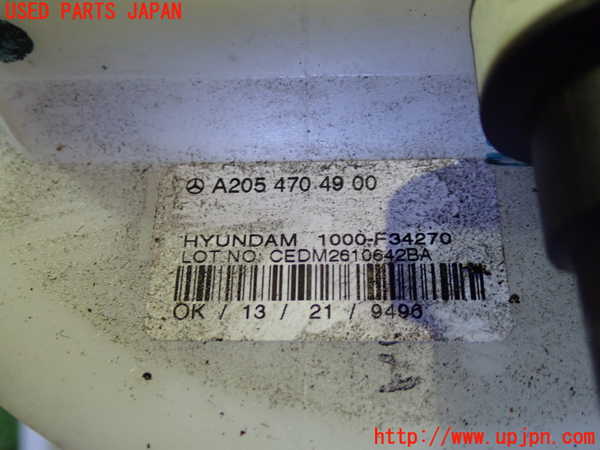 USED PARTS JAPAN
A205 470 49 00
HYUNDAM 1000-F34270
LOT NO: CEDM2610642BA
OK / 13 / 21 / 9496
http://www.upjpn.com/